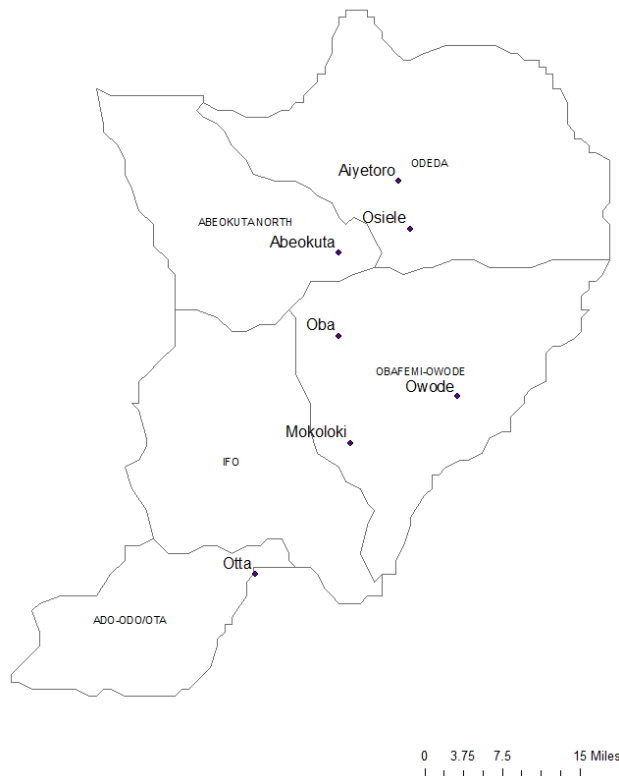 ODEDA
Aiyetoro
Osiele
ABEOKUTA NORTH
Abeokuta
Oba
OBAFEMI-OWODE
Owode
Mokoloki
IFO
Otta
ADO-ODO/OTA
0 3.75 7.5 15 Miles